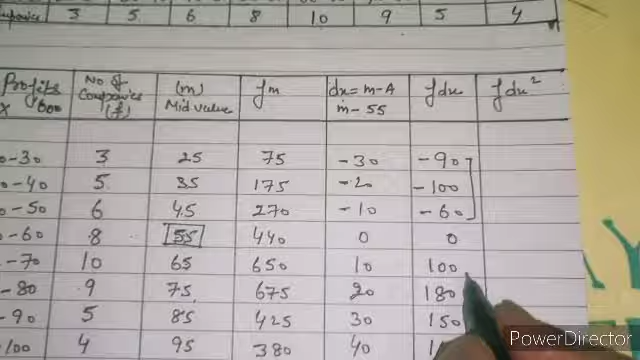 3 5 6 8 10 9 5 4
Profits No of (m) fm dx = m-A fdx fdx²
x Companies Mid value m-55
(f)
-30 3 25 75 -30 -90
-40 5 35 175 -20 -100
-50 6 45 270 -10 -60
-60 8 55 440 0 0
-70 10 65 650 10 100
-80 9 75 675 20 180
-90 5 85 425 30 150
100 4 95 380 40
PowerDirector